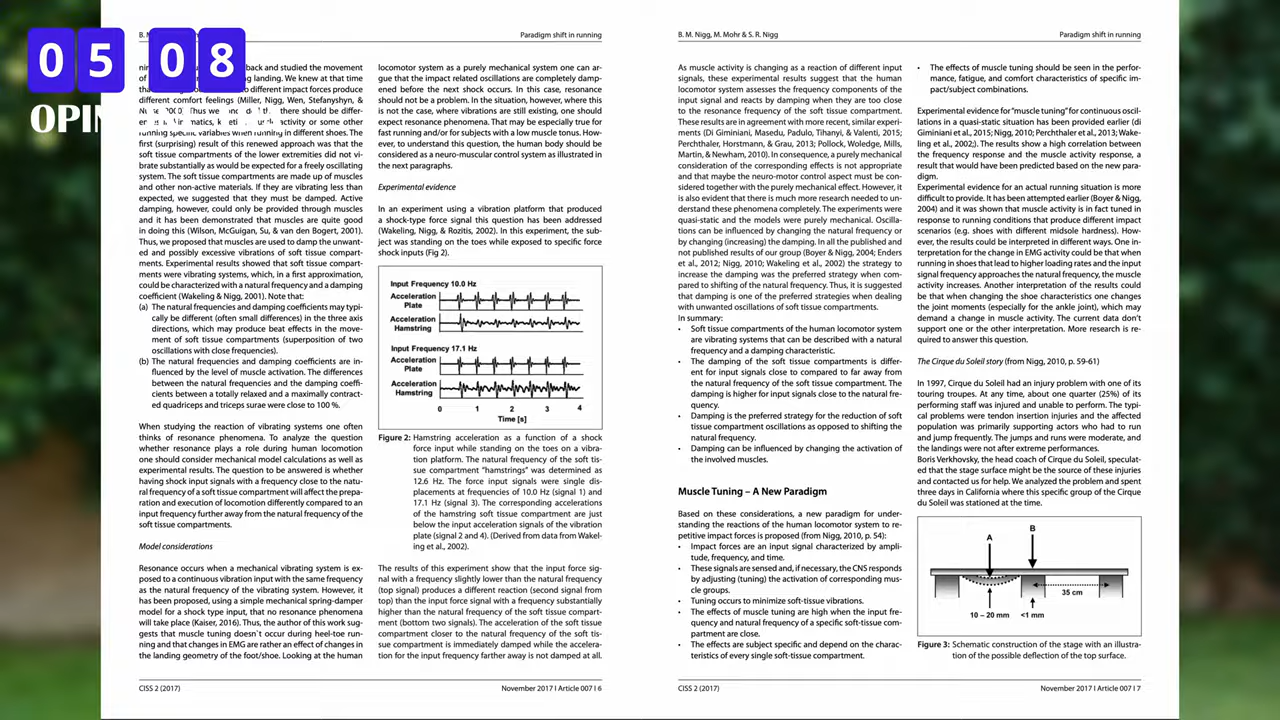 05 08
OPIN
B. M.
Paradigm shift in running
back and studied the movement
landing. We knew at that time
different impact forces produce
different comfort feelings (Miller, Nigg, Wen, Stefanyshyn, &
there should be differ-
activity or some other
running specific variables when running in different shoes. The
first (surprising) result of this renewed approach was that the
soft tissue compartments of the lower extremities did not vi-
brate substantially as would be expected for a freely oscillating
system. The soft tissue compartments are made up of muscles
and other non-active materials. If they are vibrating less than
expected, we suggested that they must be damped. Active
damping, however, could only be provided through muscles
and it has been demonstrated that muscles are quite good
in doing this (Wilson, McGuigan, Su, & van den Bogert, 2001).
Thus, we proposed that muscles are used to damp the unwant-
ed and possibly excessive vibrations of soft tissue compart-
ments. Experimental results showed that soft tissue compart-
ments were vibrating systems, which, in a first approximation,
could be characterized with a natural frequency and a damping
coefficient (Wakeling & Nigg, 2001). Note that:
(a) The natural frequencies and damping coefficients may typi-
cally be different (often small differences) in the three axis
directions, which may produce beat effects in the move-
ment of soft tissue compartments (superposition of two
oscillations with close frequencies).
(b) The natural frequencies and damping coefficients are in-
fluenced by the level of muscle activation. The differences
between the natural frequencies and the damping coeffi-
cients between a totally relaxed and a maximally contract-
ed quadriceps and triceps surae were close to 100 %.
When studying the reaction of vibrating systems one often
thinks of resonance phenomena. To analyze the question
whether resonance plays a role during human locomotion
one should consider mechanical model calculations as well as
experimental results. The question to be answered is whether
having shock input signals with a frequency close to the natu-
ral frequency of a soft tissue compartment will affect the prepa-
ration and execution of locomotion differently compared to an
input frequency further away from the natural frequency of the
soft tissue compartments.
Model considerations
Resonance occurs when a mechanical vibrating system is ex-
posed to a continuous vibration input with the same frequency
as the natural frequency of the vibrating system. However, it
has been proposed, using a simple mechanical spring-damper
model for a shock type input, that no resonance phenomena
will take place (Kaiser, 2016). Thus, the author of this work sug-
gests that muscle tuning doesn`t occur during heel-toe run-
ning and that changes in EMG are rather an effect of changes in
the landing geometry of the foot/shoe. Looking at the human
locomotor system as a purely mechanical system one can ar-
gue that the impact related oscillations are completely damp-
ened before the next shock occurs. In this case, resonance
should not be a problem. In the situation, however, where this
is not the case, where vibrations are still existing, one should
expect resonance phenomena. That may be especially true for
fast running and/or for subjects with a low muscle tonus. How-
ever, to understand this question, the human body should be
considered as a neuro-muscular control system as illustrated in
the next paragraphs.
Experimental evidence
In an experiment using a vibration platform that produced
a shock-type force signal this question has been addressed
(Wakeling, Nigg, & Rozitis, 2002). In this experiment, the sub-
ject was standing on the toes while exposed to specific force
shock inputs (Fig 2).
Input Frequency 10.0 Hz
Acceleration
Plate
Acceleration
Hamstring
Input Frequency 17.1 Hz
Acceleration
Plate
Acceleration
Hamstring
0 1 2 3 4
Time [s]
Figure 2: Hamstring acceleration as a function of a shock
force input while standing on the toes on a vibra-
tion platform. The natural frequency of the soft tis-
sue compartment "hamstrings" was determined as
12.6 Hz. The force input signals were single dis-
placements at frequencies of 10.0 Hz (signal 1) and
17.1 Hz (signal 3). The corresponding accelerations
of the hamstring soft tissue compartment are just
below the input acceleration signals of the vibration
plate (signal 2 and 4). (Derived from data from Wakel-
ing et al., 2002).
The results of this experiment show that the input force sig-
nal with a frequency slightly lower than the natural frequency
(top signal) produces a different reaction (second signal from
top) than the input force signal with a frequency substantially
higher than the natural frequency of the soft tissue compart-
ment (bottom two signals). The acceleration of the soft tissue
compartment closer to the natural frequency of the soft tis-
sue compartment is immediately damped while the accelera-
tion for the input frequency farther away is not damped at all.
CISS 2 (2017)
November 2017 I Article 007 I 6
B. M. Nigg, M. Mohr & S. R. Nigg
Paradigm shift in running
As muscle activity is changing as a reaction of different input
signals, these experimental results suggest that the human
locomotor system assesses the frequency components of the
input signal and reacts by damping when they are too close
to the resonance frequency of the soft tissue compartment.
These results are in agreement with more recent, similar experi-
ments (Di Giminiani, Masedu, Padulo, Tihanyi, & Valenti, 2015;
Perchthaler, Horstmann, & Grau, 2013; Pollock, Woledge, Mills,
Martin, & Newham, 2010). In consequence, a purely mechanical
consideration of the corresponding effects is not appropriate
and that maybe the neuro-motor control aspect must be con-
sidered together with the purely mechanical effect. However, it
is also evident that there is much more research needed to un-
derstand these phenomena completely. The experiments were
quasi-static and the models were purely mechanical. Oscilla-
tions can be influenced by changing the natural frequency or
by changing (increasing) the damping. In all the published and
not published results of our group (Boyer & Nigg, 2004; Enders
et al., 2012; Nigg, 2010; Wakeling et al., 2002) the strategy to
increase the damping was the preferred strategy when com-
pared to shifting of the natural frequency. Thus, it is suggested
that damping is one of the preferred strategies when dealing
with unwanted oscillations of soft tissue compartments.
In summary:
• Soft tissue compartments of the human locomotor system
are vibrating systems that can be described with a natural
frequency and a damping characteristic.
• The damping of the soft tissue compartments is differ-
ent for input signals close to compared to far away from
the natural frequency of the soft tissue compartment. The
damping is higher for input signals close to the natural fre-
quency.
• Damping is the preferred strategy for the reduction of soft
tissue compartment oscillations as opposed to shifting the
natural frequency.
• Damping can be influenced by changing the activation of
the involved muscles.
Muscle Tuning – A New Paradigm
Based on these considerations, a new paradigm for under-
standing the reactions of the human locomotor system to re-
petitive impact forces is proposed (from Nigg, 2010, p. 54):
• Impact forces are an input signal characterized by ampli-
tude, frequency, and time.
• These signals are sensed and, if necessary, the CNS responds
by adjusting (tuning) the activation of corresponding mus-
cle groups.
• Tuning occurs to minimize soft-tissue vibrations.
• The effects of muscle tuning are high when the input fre-
quency and natural frequency of a specific soft-tissue com-
partment are close.
• The effects are subject specific and depend on the charac-
teristics of every single soft-tissue compartment.
• The effects of muscle tuning should be seen in the perfor-
mance, fatigue, and comfort characteristics of specific im-
pact/subject combinations.
Experimental evidence for "muscle tuning" for continuous oscil-
lations in a quasi-static situation has been provided earlier (di
Giminiani et al., 2015; Nigg, 2010; Perchthaler et al., 2013; Wake-
ling et al., 2002;). The results show a high correlation between
the frequency response and the muscle activity response, a
result that would have been predicted based on the new para-
digm.
Experimental evidence for an actual running situation is more
difficult to provide. It has been attempted earlier (Boyer & Nigg,
2004) and it was shown that muscle activity is in fact tuned in
response to running conditions that produce different impact
scenarios (e.g. shoes with different midsole hardness). How-
ever, the results could be interpreted in different ways. One in-
terpretation for the change in EMG activity could be that when
running in shoes that lead to higher loading rates and the input
signal frequency approaches the natural frequency, the muscle
activity increases. Another interpretation of the results could
be that when changing the shoe characteristics one changes
the joint moments (especially for the ankle joint), which may
demand a change in muscle activity. The current data don't
support one or the other interpretation. More research is re-
quired to answer this question.
The Cirque du Soleil story (from Nigg, 2010, p. 59-61)
In 1997, Cirque du Soleil had an injury problem with one of its
touring troupes. At any time, about one quarter (25%) of its
performing staff was injured and unable to perform. The typi-
cal problems were tendon insertion injuries and the affected
population was primarily supporting actors who had to run
and jump frequently. The jumps and runs were moderate, and
the landings were not after extreme performances.
Boris Verkhovsky, the head coach of Cirque du Soleil, speculat-
ed that the stage surface might be the source of these injuries
and contacted us for help. We analyzed the problem and spent
three days in California where this specific group of the Cirque
du Soleil was stationed at the time.
A
B
35 cm
10 – 20 mm
<1 mm
Figure 3: Schematic construction of the stage with an illustra-
tion of the possible deflection of the top surface.
CISS 2 (2017)
November 2017 I Article 007 I 7